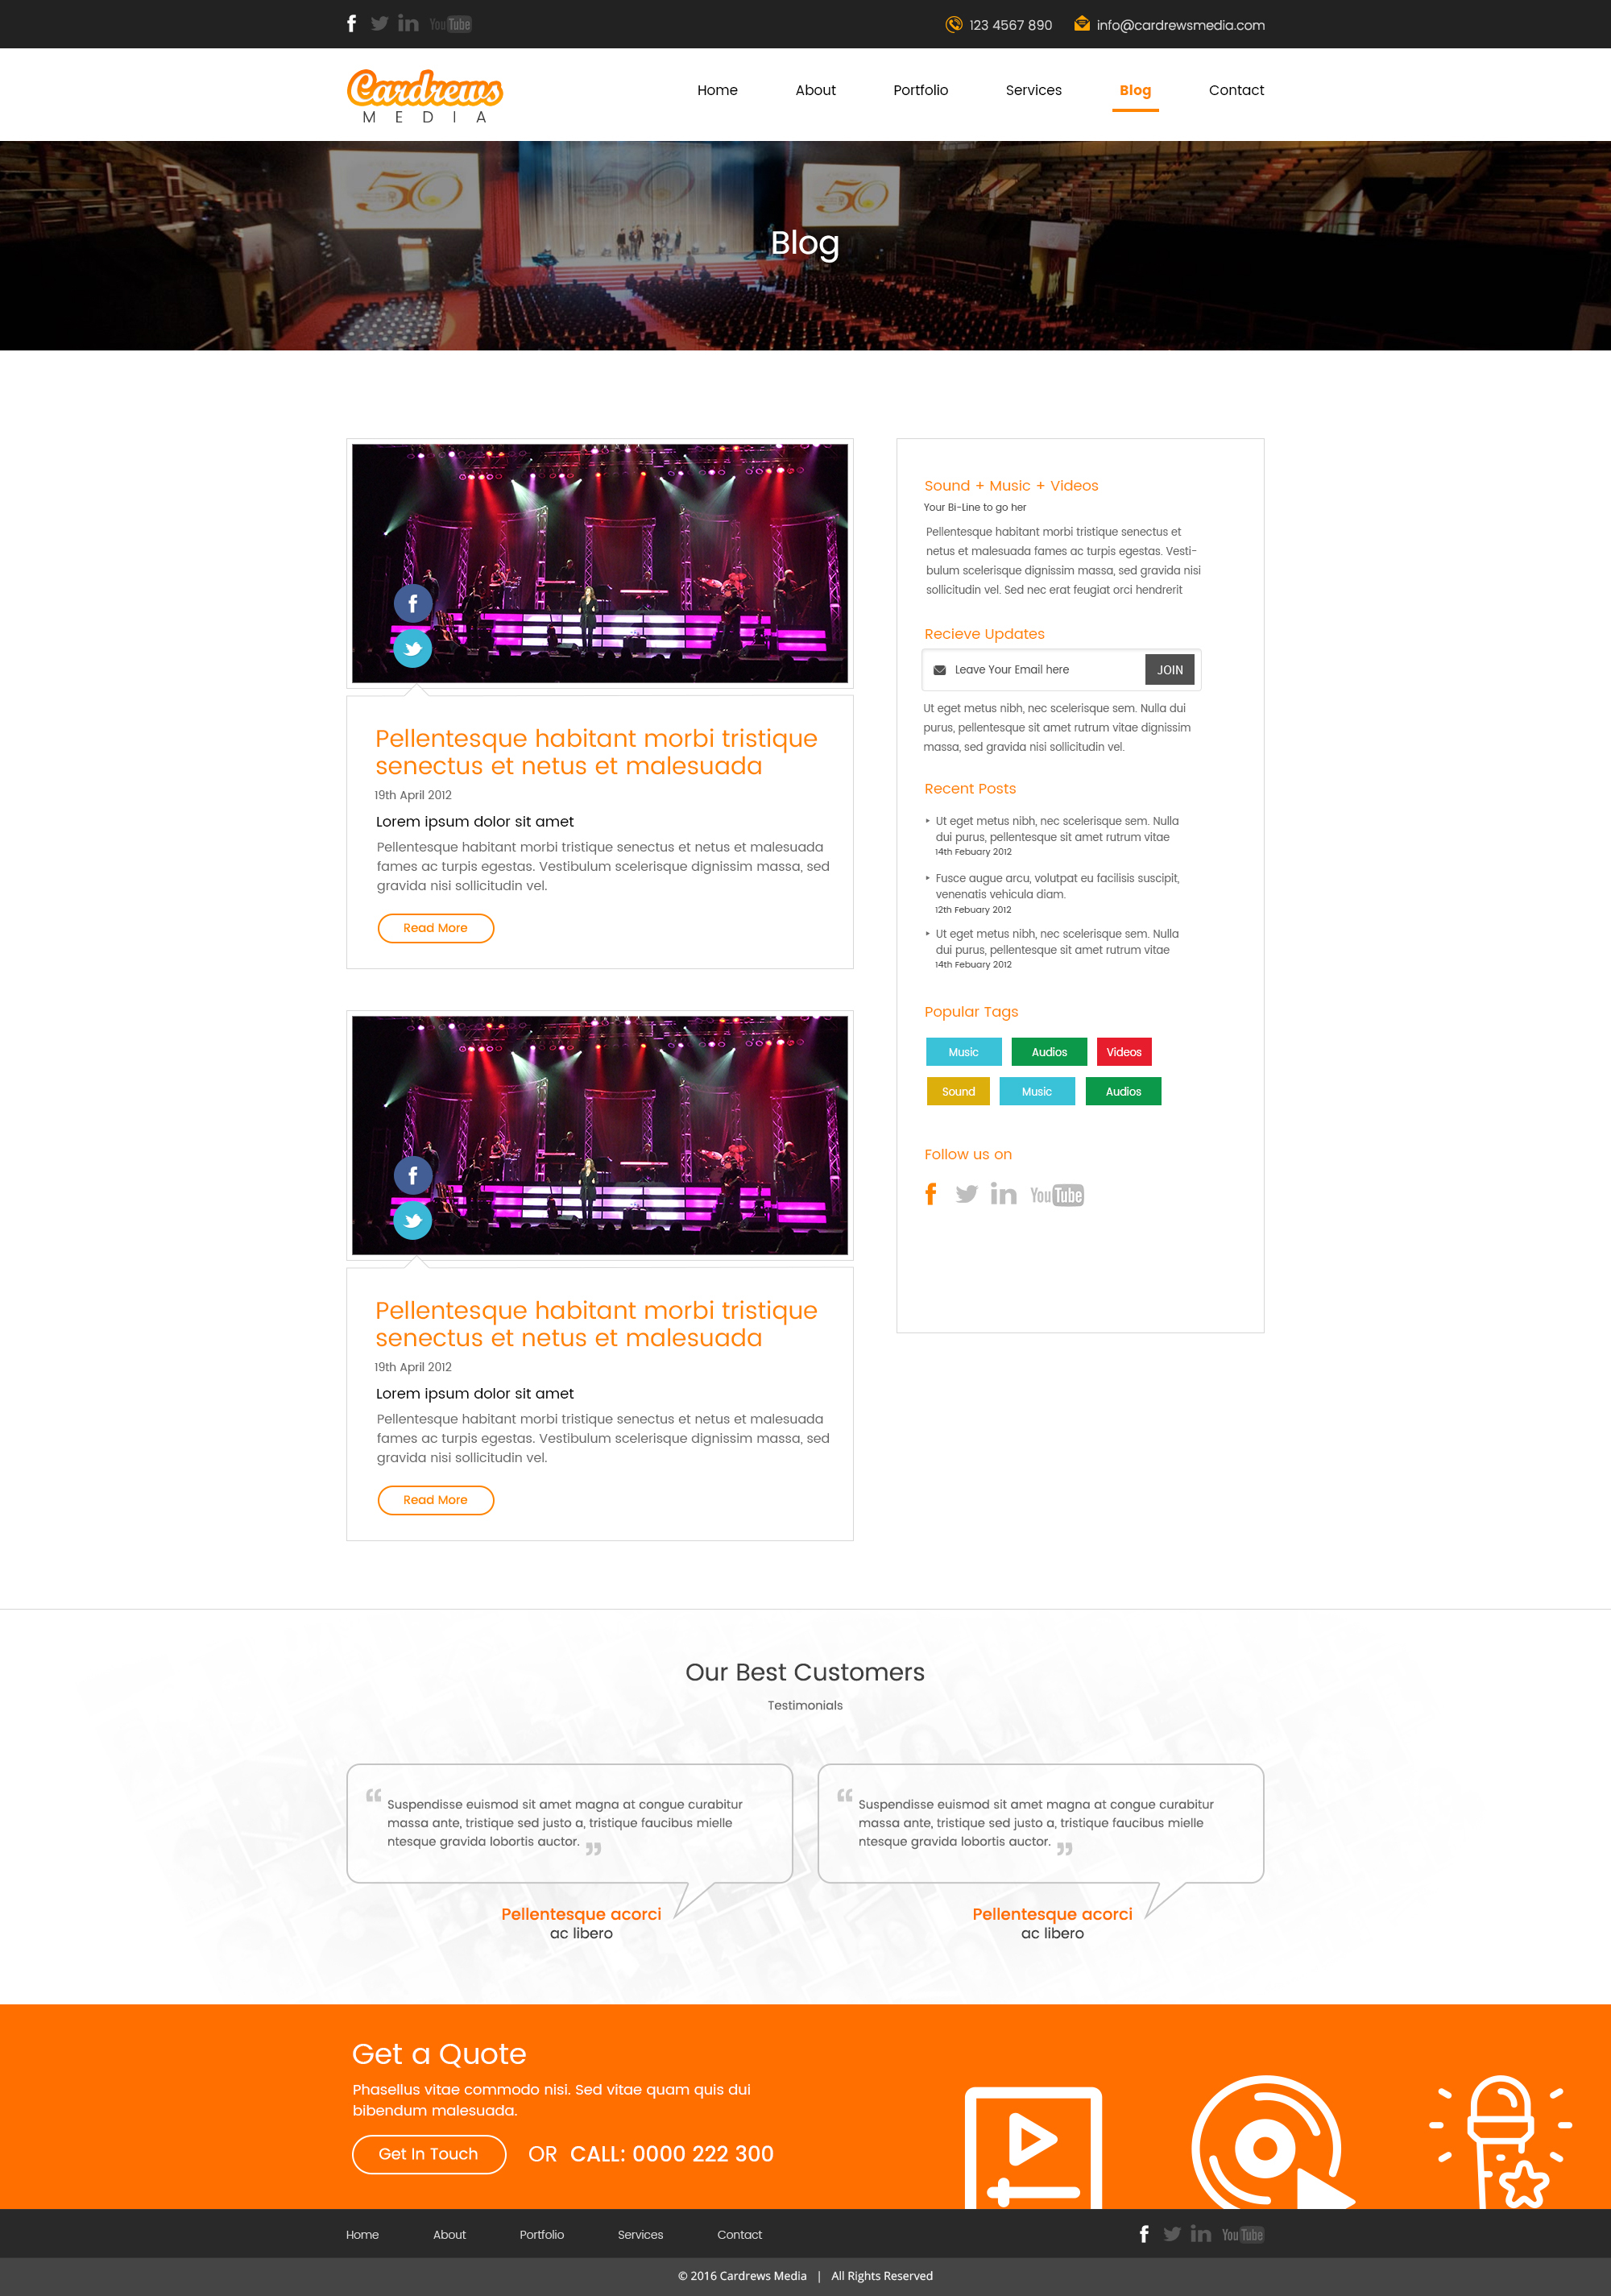 You Tube
123 4567 890
info@cardrewsmedia.com
Cardrews
MEDIA
Home
About
Portfolio
Services
Blog
Contact
50
50
50
Blog
Pellentesque habitant morbi tristique
senectus et netus et malesuada
19th April 2012
Lorem ipsum dolor sit amet
Pellentesque habitant morbi tristique senectus et netus et malesuada
fames ac turpis egestas. Vestibulum scelerisque dignissim massa, sed
gravida nisi sollicitudin vel.
Read More
Pellentesque habitant morbi tristique
senectus et netus et malesuada
19th April 2012
Lorem ipsum dolor sit amet
Pellentesque habitant morbi tristique senectus et netus et malesuada
fames ac turpis egestas. Vestibulum scelerisque dignissim massa, sed
gravida nisi sollicitudin vel.
Read More
Sound + Music + Videos
Your Bi-Line to go her
Pellentesque habitant morbi tristique senectus et
netus et malesuada fames ac turpis egestas. Vesti-
bulum scelerisque dignissim massa, sed gravida nisi
sollicitudin vel. Sed nec erat feugiat orci hendrerit
Recieve Updates
Leave Your Email here
JOIN
Ut eget metus nibh, nec scelerisque sem. Nulla dui
purus, pellentesque sit amet rutrum vitae dignissim
massa, sed gravida nisi sollicitudin vel.
Recent Posts
Ut eget metus nibh, nec scelerisque sem. Nulla
dui purus, pellentesque sit amet rutrum vitae
14th Febuary 2012
Fusce augue arcu, volutpat eu facilisis suscipit,
venenatis vehicula diam.
12th Febuary 2012
Ut eget metus nibh, nec scelerisque sem. Nulla
dui purus, pellentesque sit amet rutrum vitae
14th Febuary 2012
Popular Tags
Music
Audios
Videos
Sound
Music
Audios
Follow us on
You Tube
Our Best Customers
Testimonials
“ Suspendisse euismod sit amet magna at congue curabitur
massa ante, tristique sed justo a, tristique faucibus mielle
ntesque gravida lobortis auctor. ”
Pellentesque acorci
ac libero
“ Suspendisse euismod sit amet magna at congue curabitur
massa ante, tristique sed justo a, tristique faucibus mielle
ntesque gravida lobortis auctor. ”
Pellentesque acorci
ac libero
Get a Quote
Phasellus vitae commodo nisi. Sed vitae quam quis dui
bibendum malesuada.
Get In Touch
OR CALL: 0000 222 300
Home
About
Portfolio
Services
Contact
You Tube
© 2016 Cardrews Media | All Rights Reserved